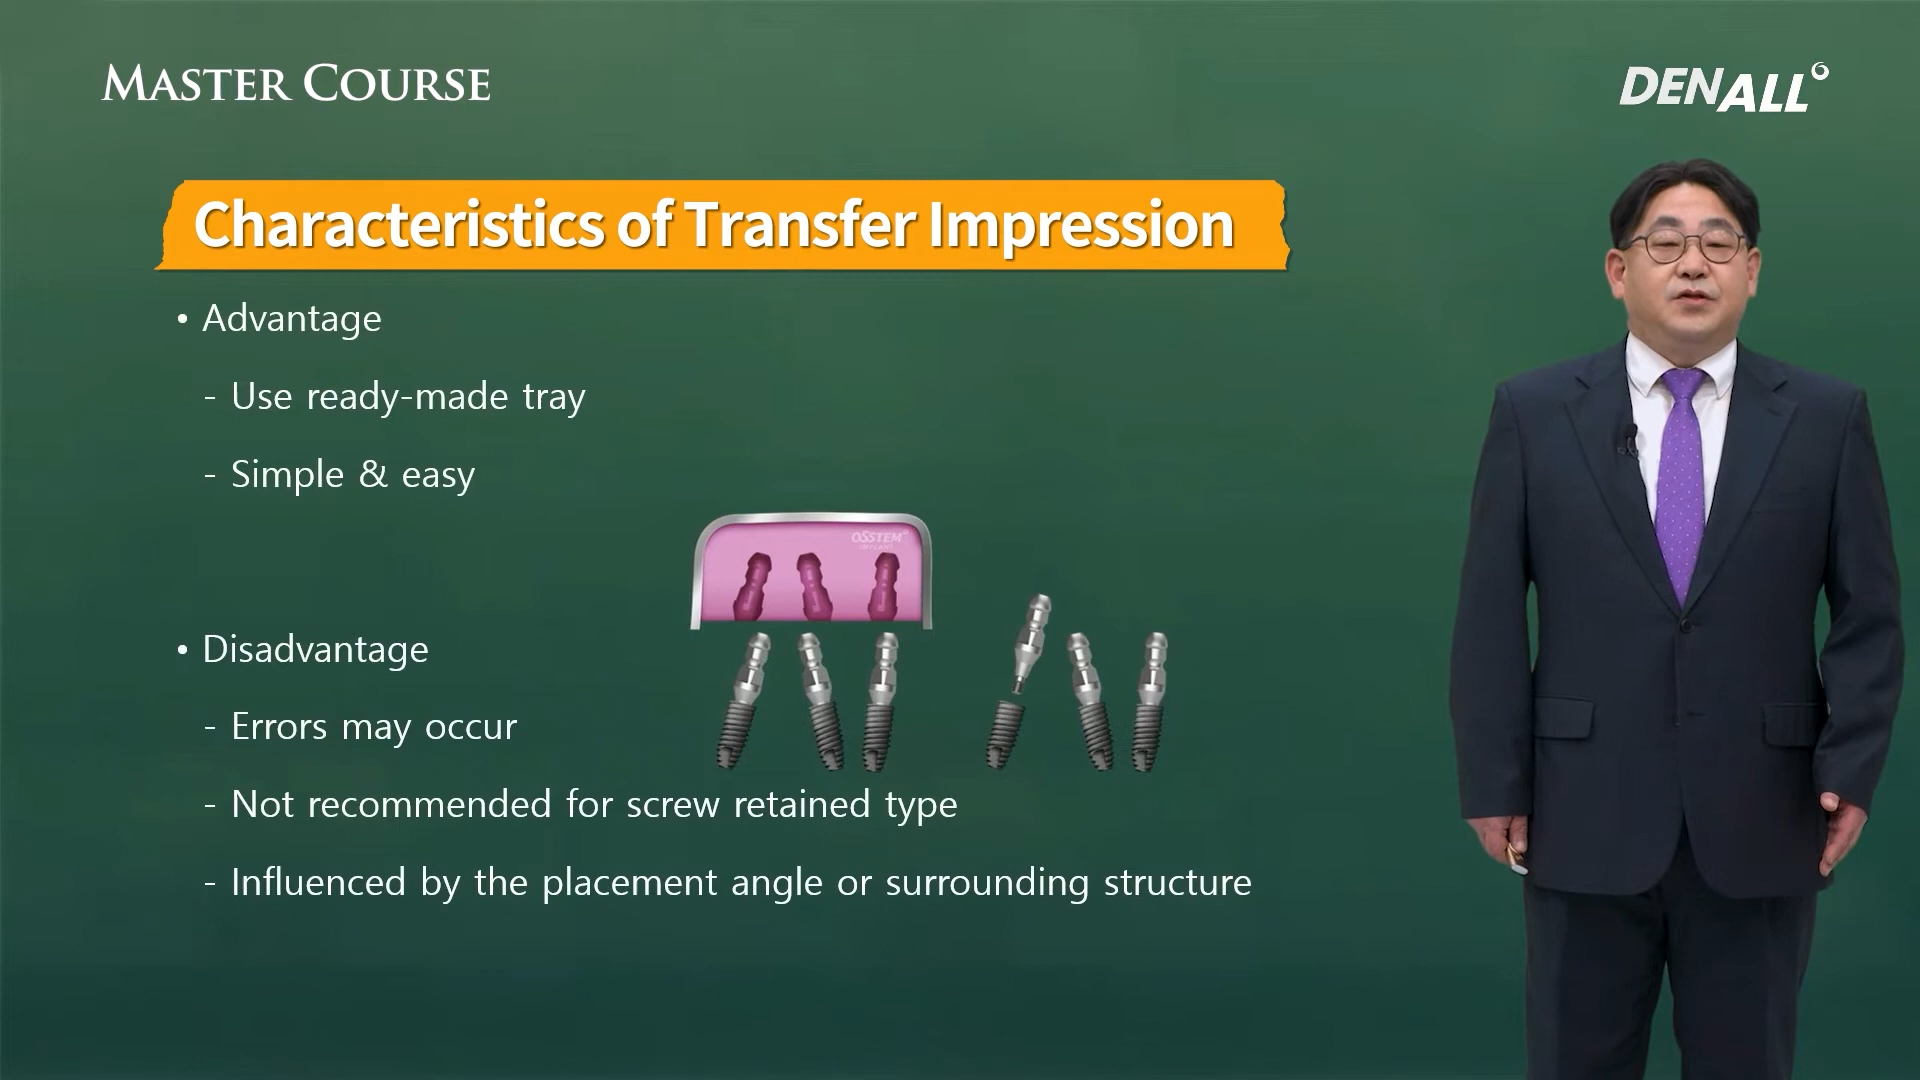 MASTER COURSE
DENALL
Characteristics of Transfer Impression
• Advantage
- Use ready-made tray
- Simple & easy
OSSTEM
IMPLANT
• Disadvantage
- Errors may occur
- Not recommended for screw retained type
- Influenced by the placement angle or surrounding structure